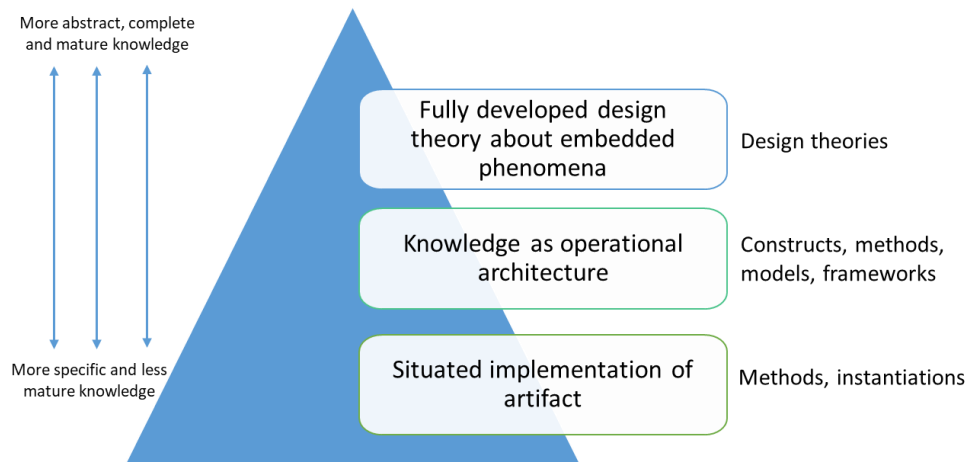 More abstract, complete
and mature knowledge
Fully developed design
theory about embedded
phenomena
Design theories
Knowledge as operational
architecture
Constructs, methods,
models, frameworks
More specific and less
mature knowledge
Situated implementation of
artifact
Methods, instantiations